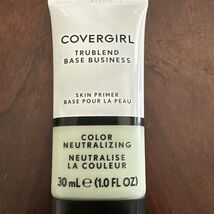 COVERGIRL
TRUBLEND
BASE BUSINESS
SKIN PRIMER
BASE POUR LA PEAU
COLOR
NEUTRALIZING
NEUTRALISE
LA COULEUR
30 mL e (1.0 FL OZ)